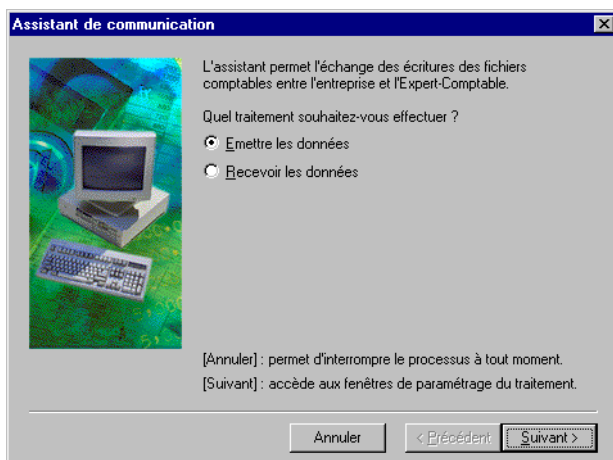 Assistant de communication
L'assistant permet l'échange des écritures des fichiers
comptables entre l'entreprise et l'Expert-Comptable.
Quel traitement souhaitez-vous effectuer ?
Emettre les données
Recevoir les données
[Annuler] : permet d'interrompre le processus à tout moment.
[Suivant] : accède aux fenêtres de paramétrage du traitement.
Annuler
< Précédent
Suivant >